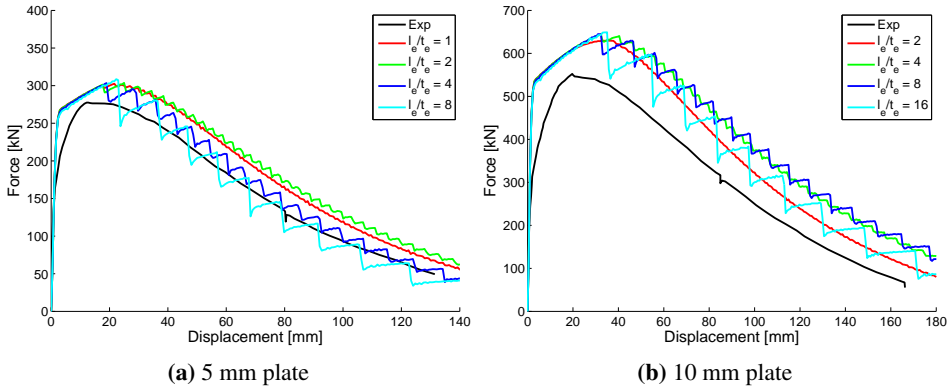 400
350
300
250
200
150
100
50
0
Force [kN]
0 20 40 60 80 100 120 140
Displacement [mm]
Exp
l_e/t_e = 1
l_e/t_e = 2
l_e/t_e = 4
l_e/t_e = 8
(a) 5 mm plate
700
600
500
400
300
200
100
0
Force [kN]
0 20 40 60 80 100 120 140 160 180
Displacement [mm]
Exp
l_e/t_e = 2
l_e/t_e = 4
l_e/t_e = 8
l_e/t_e = 16
(b) 10 mm plate